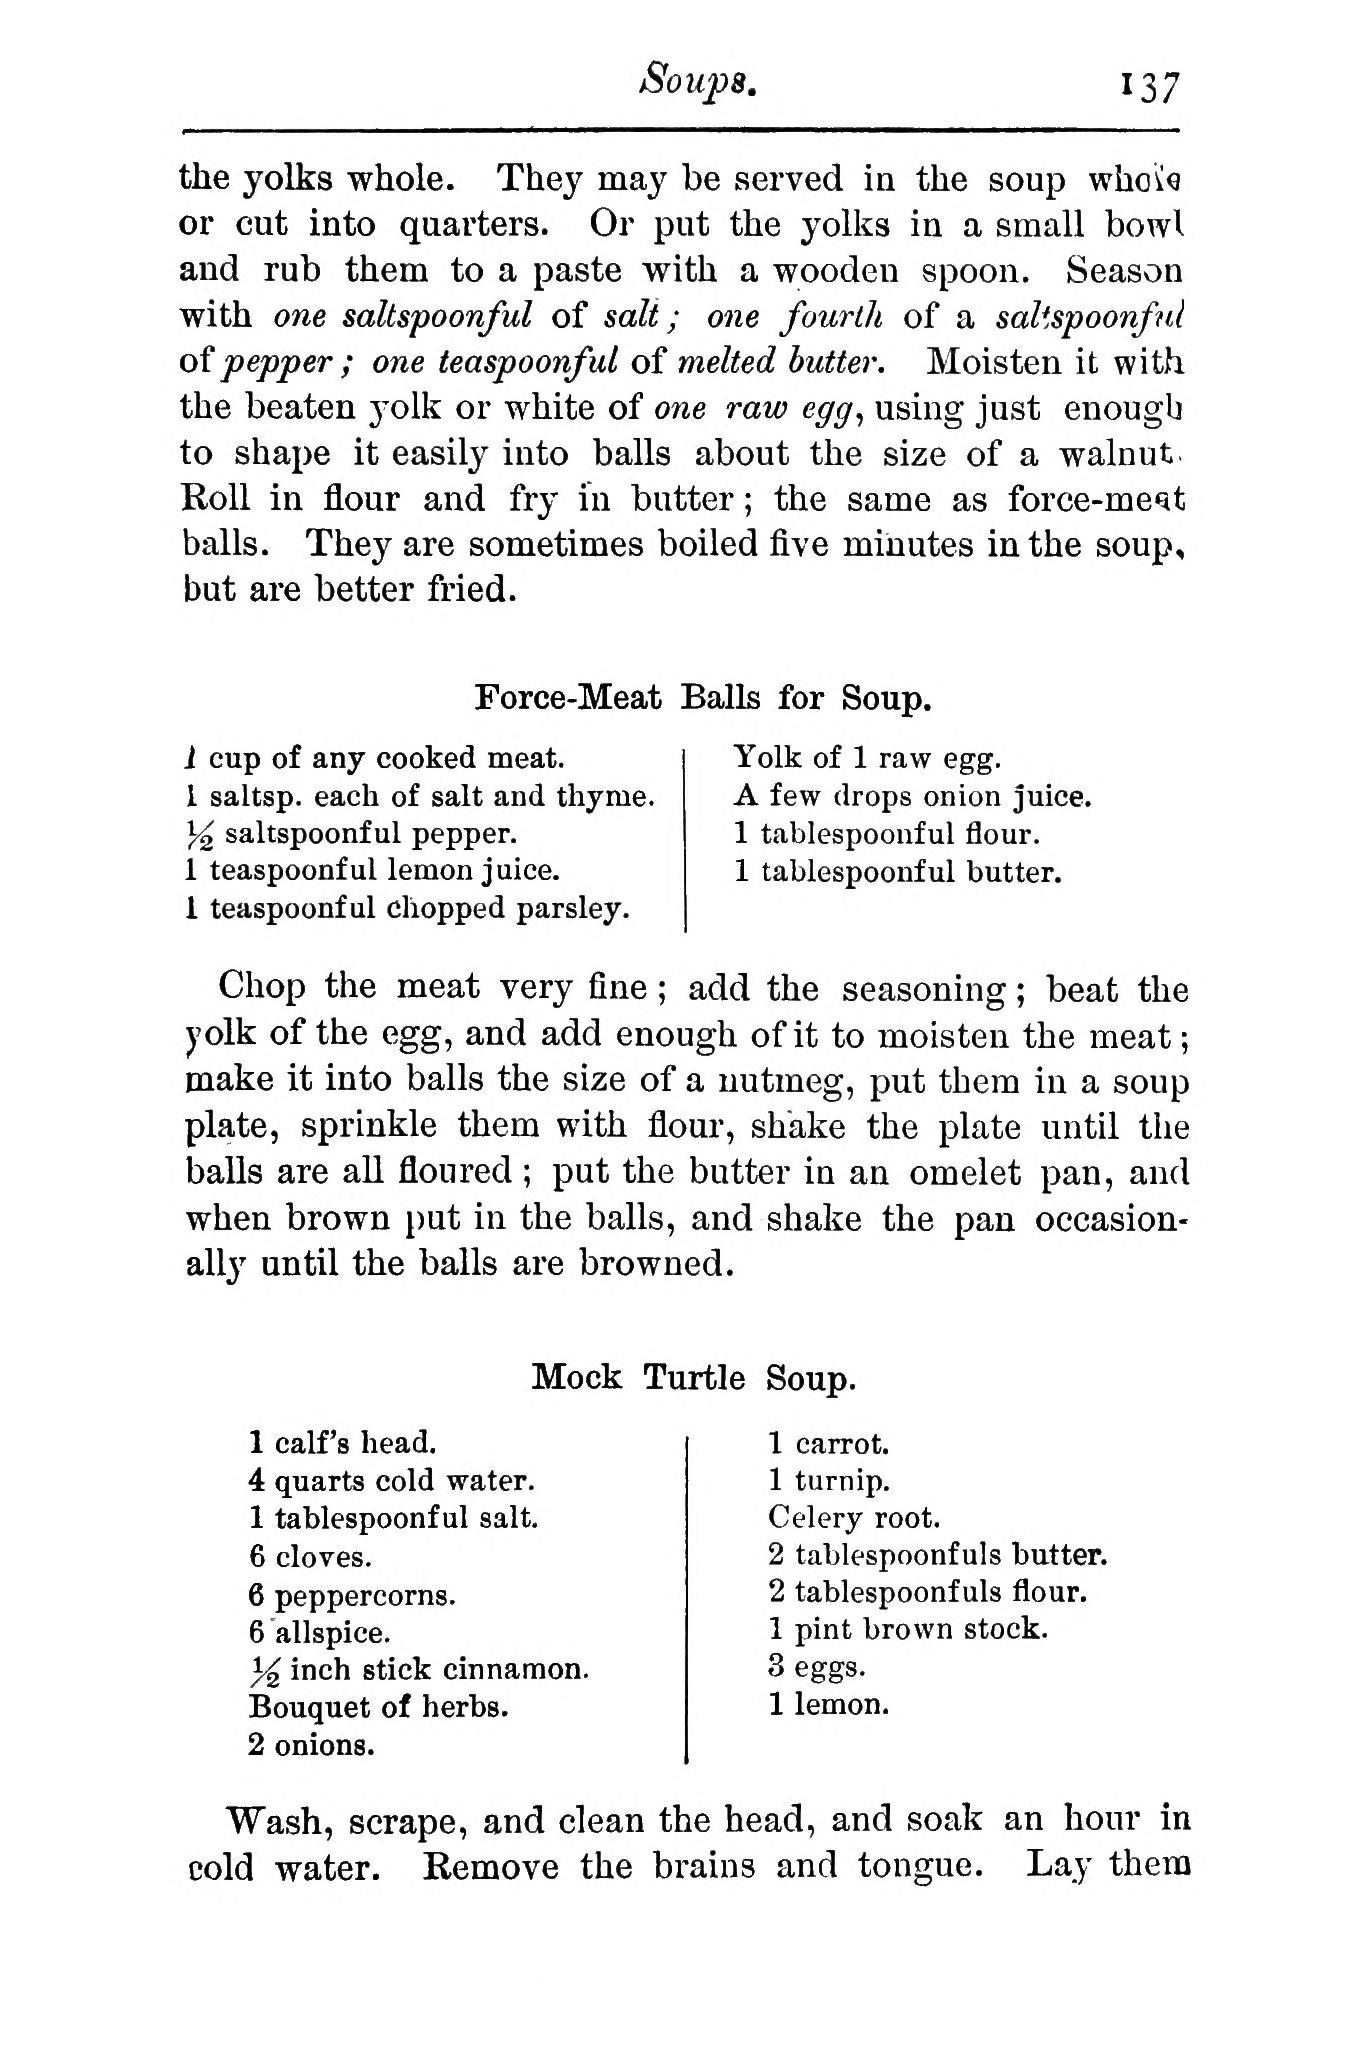 Soups. 137
the yolks whole. They may be served in the soup whole
or cut into quarters. Or put the yolks in a small bowl
and rub them to a paste with a wooden spoon. Season
with one saltspoonful of salt; one fourth of a saltspoonful
of pepper; one teaspoonful of melted butter. Moisten it with
the beaten yolk or white of one raw egg, using just enough
to shape it easily into balls about the size of a walnut.
Roll in flour and fry in butter; the same as force-meat
balls. They are sometimes boiled five minutes in the soup,
but are better fried.
Force-Meat Balls for Soup.
1 cup of any cooked meat.
1 saltsp. each of salt and thyme.
½ saltspoonful pepper.
1 teaspoonful lemon juice.
1 teaspoonful chopped parsley.
Yolk of 1 raw egg.
A few drops onion juice.
1 tablespoonful flour.
1 tablespoonful butter.
Chop the meat very fine; add the seasoning; beat the
yolk of the egg, and add enough of it to moisten the meat;
make it into balls the size of a nutmeg, put them in a soup
plate, sprinkle them with flour, shake the plate until the
balls are all floured; put the butter in an omelet pan, and
when brown put in the balls, and shake the pan occasion-
ally until the balls are browned.
Mock Turtle Soup.
1 calf's head.
4 quarts cold water.
1 tablespoonful salt.
6 cloves.
6 peppercorns.
6 allspice.
½ inch stick cinnamon.
Bouquet of herbs.
2 onions.
1 carrot.
1 turnip.
Celery root.
2 tablespoonfuls butter.
2 tablespoonfuls flour.
1 pint brown stock.
3 eggs.
1 lemon.
Wash, scrape, and clean the head, and soak an hour in
cold water. Remove the brains and tongue. Lay them